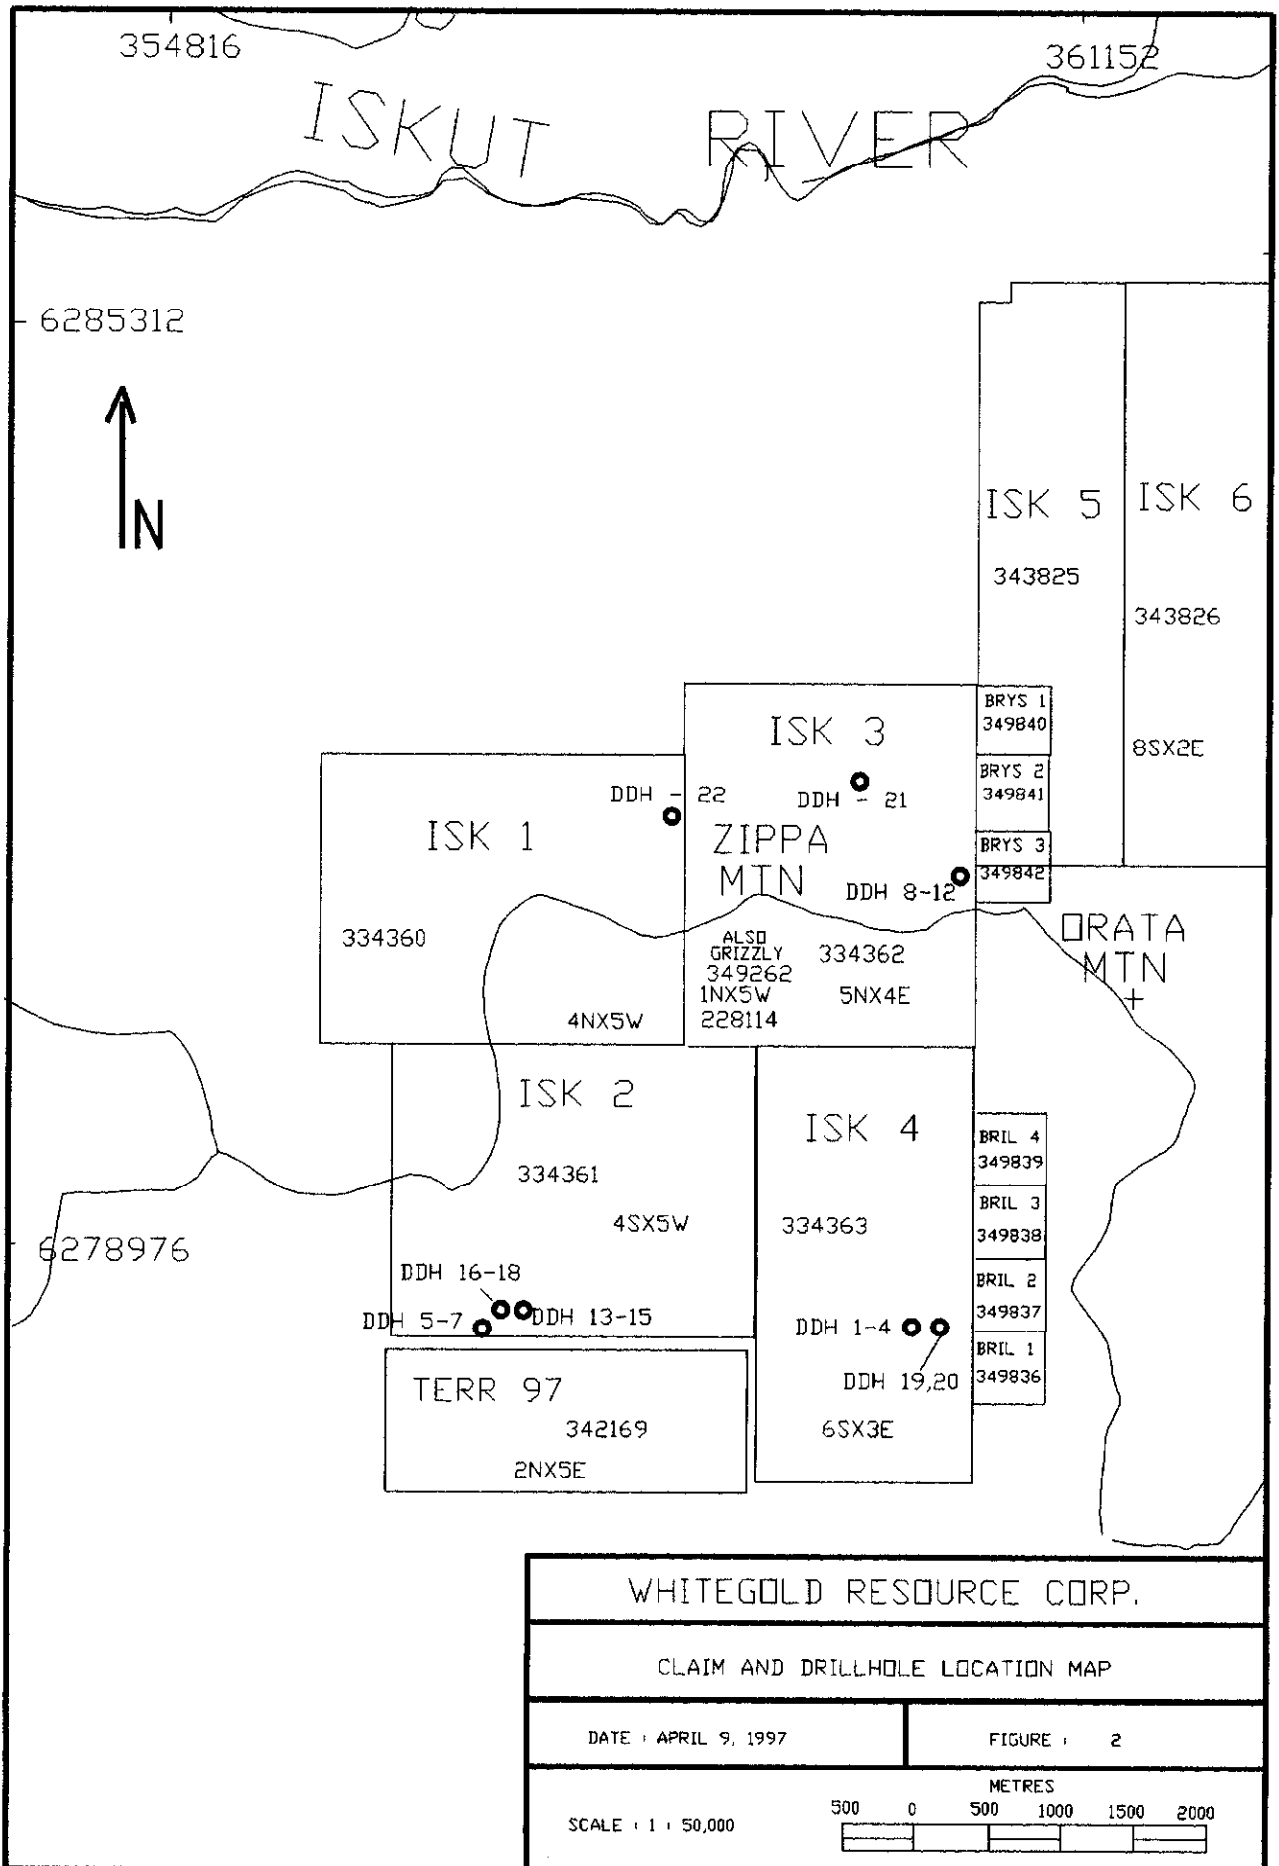 354816
361152
ISKUT RIVER
6285312
N
ISK 5
ISK 6
343825
343826
8SX2E
BRYS 1
349840
BRYS 2
349841
BRYS 3
349842
ISK 3
DDH - 22
DDH - 21
ISK 1
ZIPPA
MTN
DDH 8-12
334360
ALSO
GRIZZLY
349262
1NX5W
228114
334362
5NX4E
4NX5W
ORATA
MTN
+
ISK 2
334361
4SX5W
ISK 4
334363
BRIL 4
349839
BRIL 3
349838
BRIL 2
349837
BRIL 1
349836
6278976
DDH 16-18
DDH 5-7
DDH 13-15
DDH 1-4
DDH 19,20
6SX3E
TERR 97
342169
2NX5E
WHITEGOLD RESOURCE CORP.
CLAIM AND DRILLHOLE LOCATION MAP
DATE : APRIL 9, 1997
FIGURE : 2
SCALE : 1 : 50,000
METRES
500 0 500 1000 1500 2000